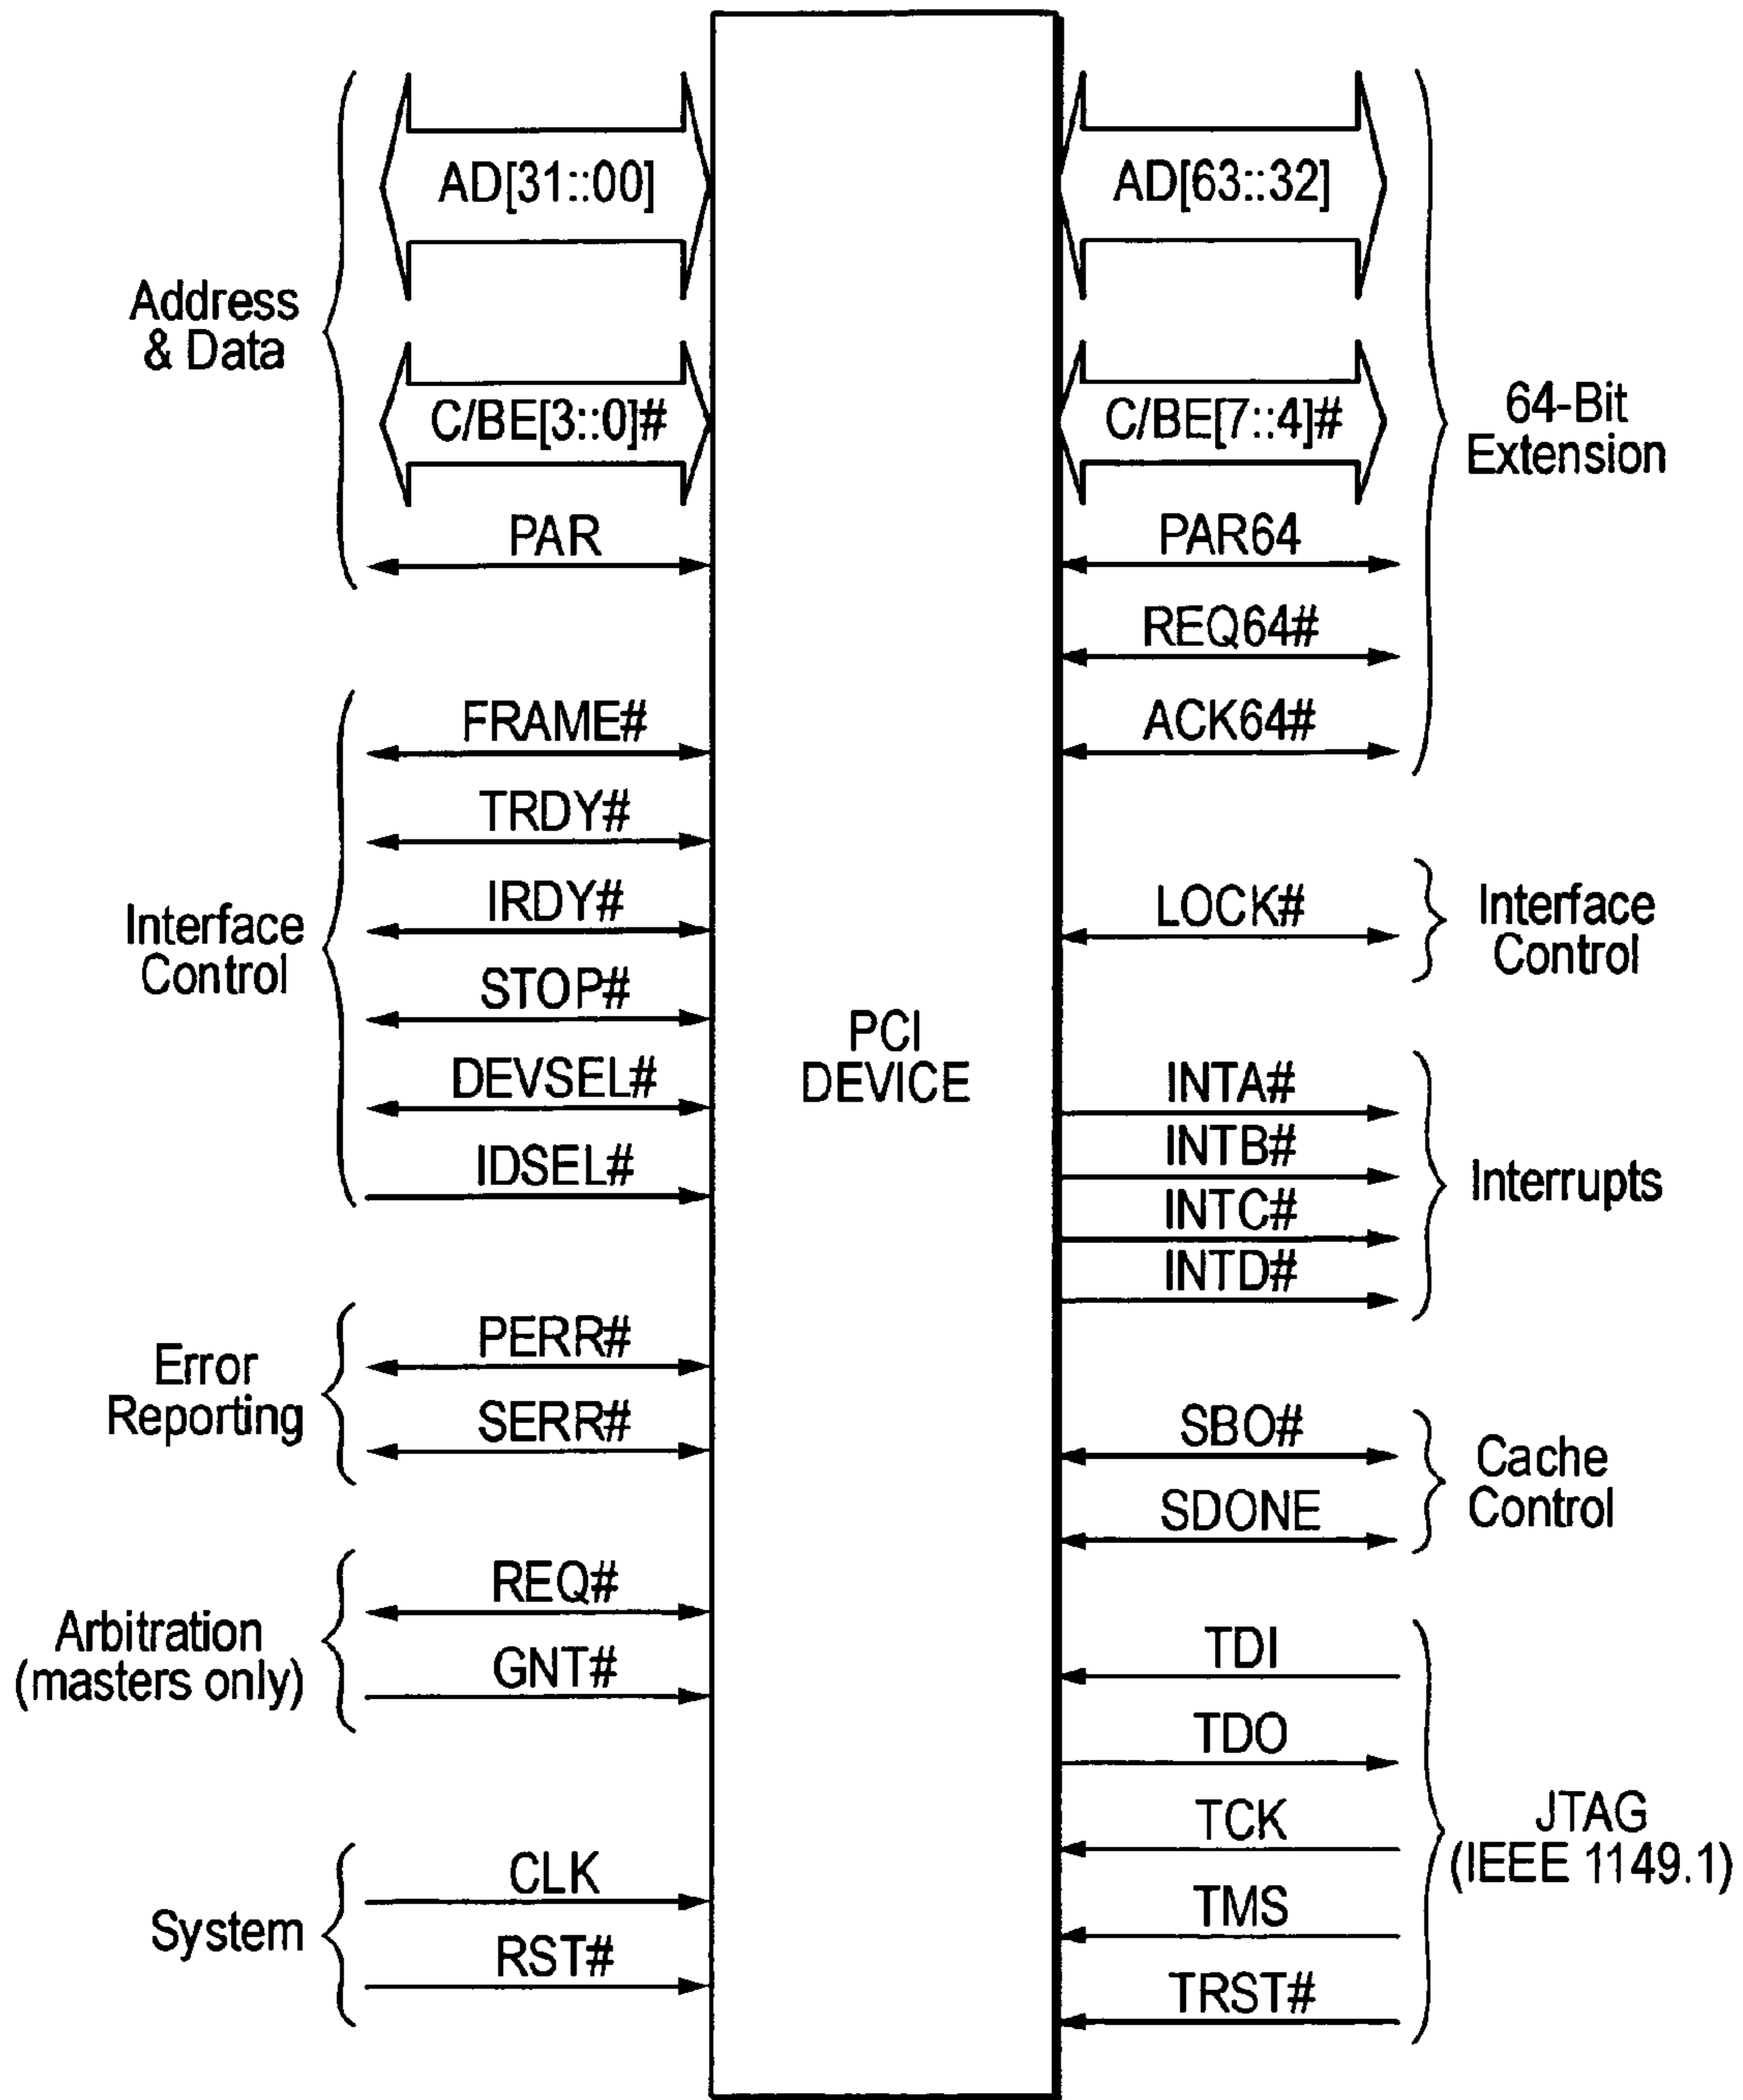 Address
& Data
AD[31::00]
C/BE[3::0]#
PAR
Interface
Control
FRAME#
TRDY#
IRDY#
STOP#
DEVSEL#
IDSEL#
Error
Reporting
PERR#
SERR#
Arbitration
(masters only)
REQ#
GNT#
System
CLK
RST#
PCI
DEVICE
AD[63::32]
C/BE[7::4]#
PAR64
REQ64#
ACK64#
64-Bit
Extension
LOCK#
Interface
Control
INTA#
INTB#
INTC#
INTD#
Interrupts
SBO#
SDONE
Cache
Control
TDI
TDO
TCK
TMS
TRST#
JTAG
(IEEE 1149.1)